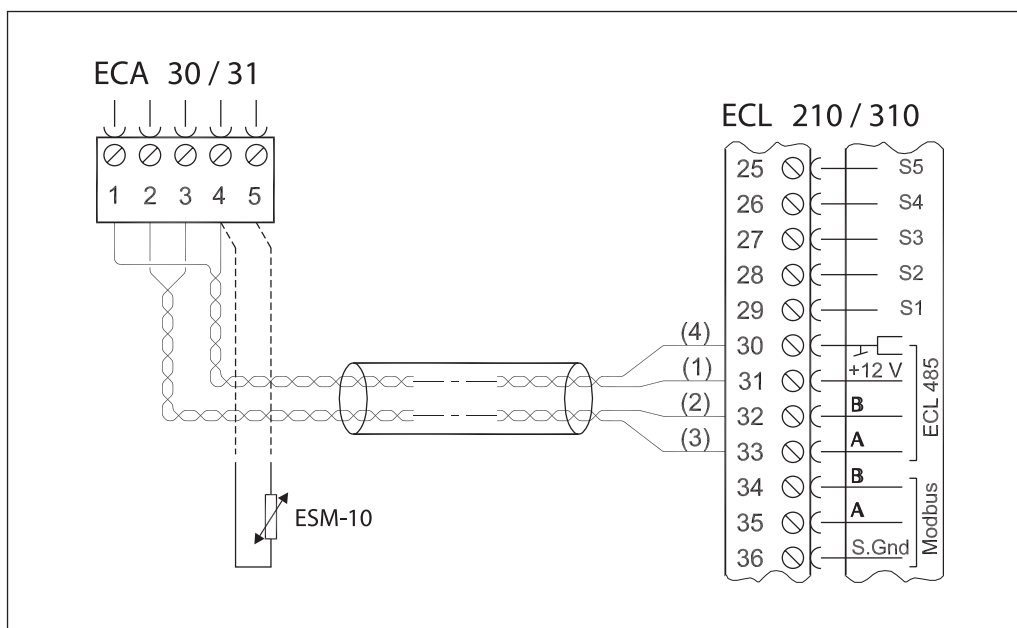 ECA 30 / 31
1 2 3 4 5
ESM-10
(4)
(1)
(2)
(3)
ECL 210 / 310
25 S5
26 S4
27 S3
28 S2
29 S1
30
31 +12 V
32 B
33 A
34 B
35 A
36 S.Gnd
ECL 485
Modbus